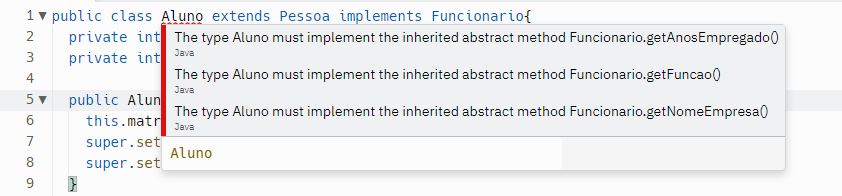 1 public class Aluno extends Pessoa implements Funcionario{
2 private int
The type Aluno must implement the inherited abstract method Funcionario.getAnosEmpregado()
Java
3 private int
The type Aluno must implement the inherited abstract method Funcionario.getFuncao()
Java
4
5 public Alun
The type Aluno must implement the inherited abstract method Funcionario.getNomeEmpresa()
Java
6 this.matr
7 super.set
Aluno
8 super.set
9 }